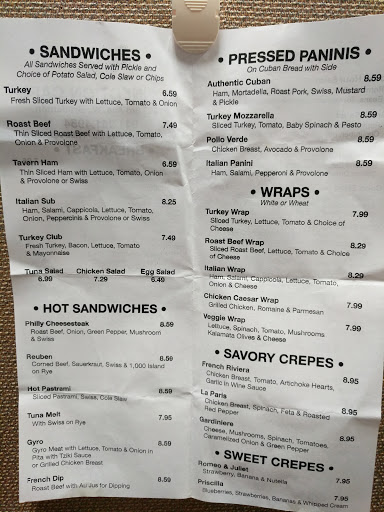 • SANDWICHES •
All Sandwiches Served with Pickle and
Choice of Potato Salad, Cole Slaw or Chips
Turkey 6.59
Fresh Sliced Turkey with Lettuce, Tomato & Onion
Roast Beef 7.49
Thin Sliced Roast Beef with Lettuce, Tomato,
Onion & Provolone
Tavern Ham 6.59
Thin Sliced Ham with Lettuce, Tomato & Onion
& Provolone or Swiss
Italian Sub 8.25
Ham, Salami, Cappicola, Lettuce, Tomato,
Onion, Peppercinis & Provolone or Swiss
Turkey Club 7.49
Fresh Turkey, Bacon, Lettuce, Tomato
& Mayonnaise
Tuna Salad Chicken Salad Egg Salad
6.99 7.29 6.49
• HOT SANDWICHES •
Philly Cheesesteak 8.59
Roast Beef, Onion, Green Pepper, Mushroom
& Swiss
Reuben 8.59
Corned Beef, Sauerkraut, Swiss & 1,000 Island
on Rye
Hot Pastrami 8.59
Sliced Pastrami, Swiss, Cole Slaw
Tuna Melt 7.95
With Swiss on Rye
Gyro 8.59
Gyro Meat with Lettuce, Tomato & Onion in
Pita with Tziki Sauce
or Grilled Chicken Breast
French Dip 8.59
Roast Beef with Au Jus for Dipping
• PRESSED PANINIS •
On Cuban Bread with Side
Authentic Cuban 8.59
Ham, Mortadella, Roast Pork, Swiss, Mustard
& Pickle
Turkey Mozzarella 8.59
Sliced Turkey, Tomato, Baby Spinach & Pesto
Pollo Verde 8.59
Chicken Breast, Avocado & Provolone
Italian Panini 8.59
Ham, Salami, Pepperoni & Provolone
• WRAPS •
White or Wheat
Turkey Wrap 7.99
Sliced Turkey, Lettuce, Tomato & Choice of
Cheese
Roast Beef Wrap 8.29
Sliced Roast Beef, Lettuce, Tomato & Choice
of Cheese
Italian Wrap 8.29
Ham, Salami, Cappicola, Lettuce, Tomato,
Onion & Cheese
Chicken Caesar Wrap 7.99
Grilled Chicken, Romaine & Parmesan
Veggie Wrap 7.99
Lettuce, Spinach, Tomato, Mushrooms,
Kalamata Olives & Cheese
• SAVORY CREPES •
French Riviera 8.95
Chicken Breast, Tomato, Artichoke Hearts,
Garlic in Wine Sauce
La Paris 8.95
Chicken Breast, Spinach, Feta & Roasted
Red Pepper
Gardiniere 8.95
Cheese, Mushrooms, Spinach, Tomatoes,
Caramelized Onion & Green Pepper
• SWEET CREPES •
Romeo & Juliet 7.95
Strawberry, Banana & Nutella
Priscilla 7.95
Blueberries, Strawberries, Bananas & Whipped Cream